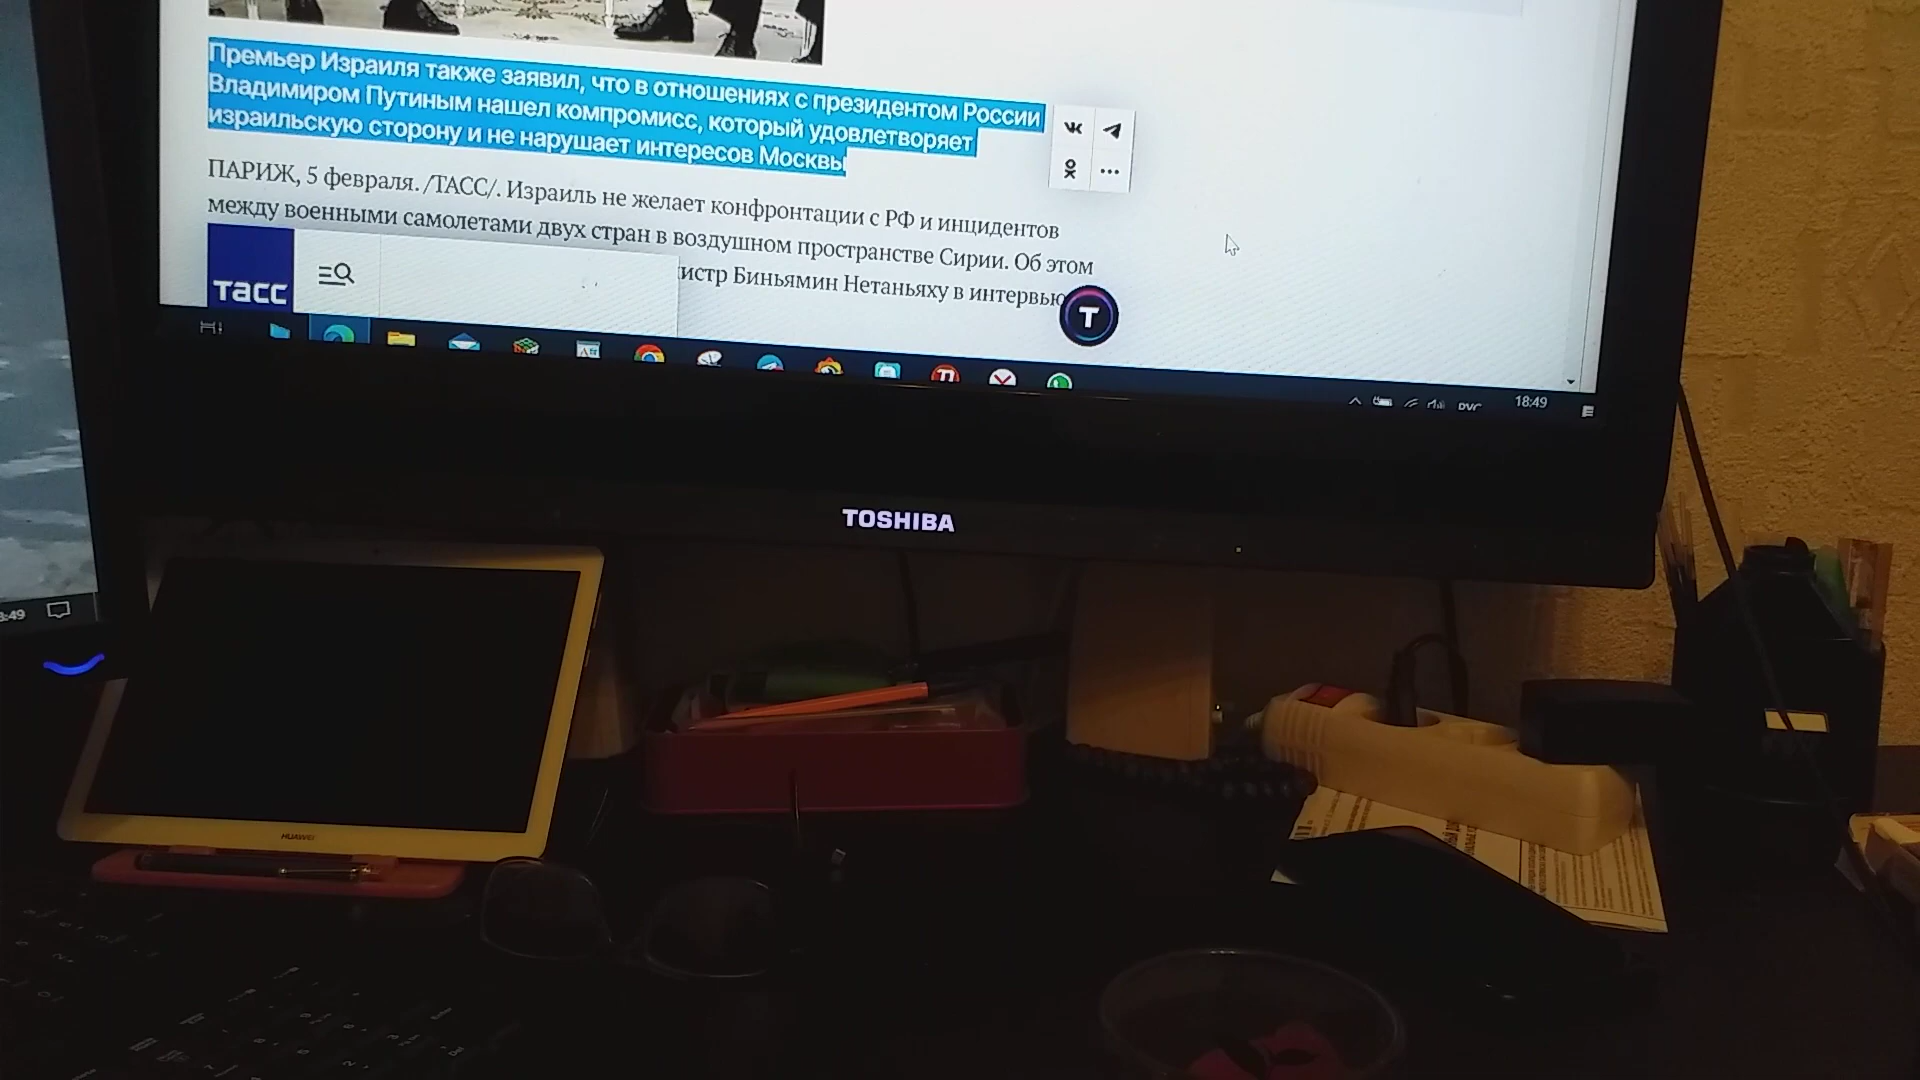 Премьер Израиля также заявил, что в отношениях с президентом России
Владимиром Путиным нашел компромисс, который удовлетворяет
израильскую сторону и не нарушает интересов Москвы
ПАРИЖ, 5 февраля. /ТАСС/. Израиль не желает конфронтации с РФ и инцидентов
между военными самолетами двух стран в воздушном пространстве Сирии. Об этом
Биньямин Нетаньяху в интервью
ТАСС
T
РУС
18:49
TOSHIBA
HUAWEI